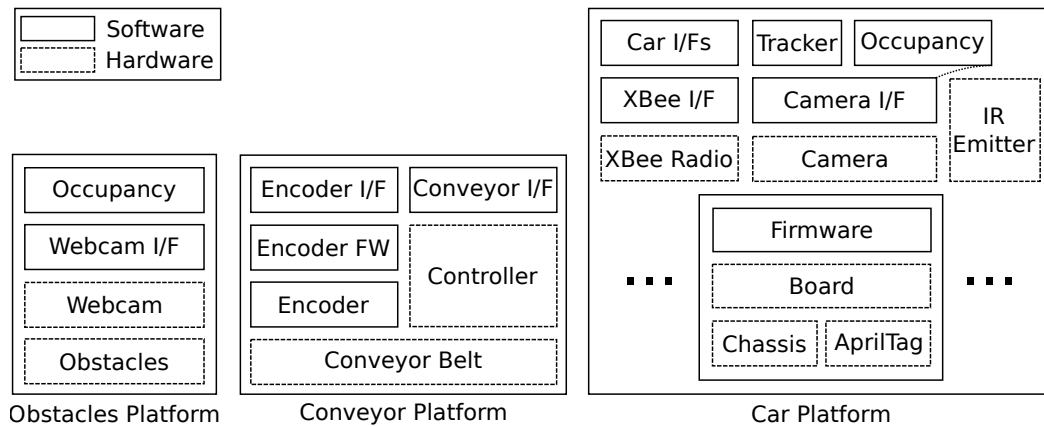 Software
Hardware
Occupancy
Webcam I/F
Webcam
Obstacles
Obstacles Platform
Encoder I/F
Conveyor I/F
Encoder FW
Controller
Encoder
Conveyor Belt
Conveyor Platform
Car I/Fs
Tracker
Occupancy
XBee I/F
Camera I/F
IR
Emitter
XBee Radio
Camera
Firmware
Board
Chassis
AprilTag
Car Platform